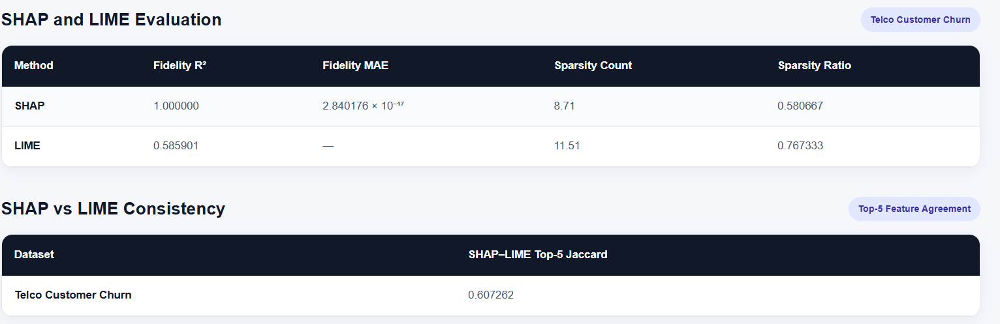 SHAP and LIME Evaluation Telco Customer Churn
Method Fidelity R² Fidelity MAE Sparsity Count Sparsity Ratio
SHAP 1.000000 2.840176 × 10⁻¹⁷ 8.71 0.580667
LIME 0.585901 — 11.51 0.767333
SHAP vs LIME Consistency Top-5 Feature Agreement
Dataset SHAP–LIME Top-5 Jaccard
Telco Customer Churn 0.607262